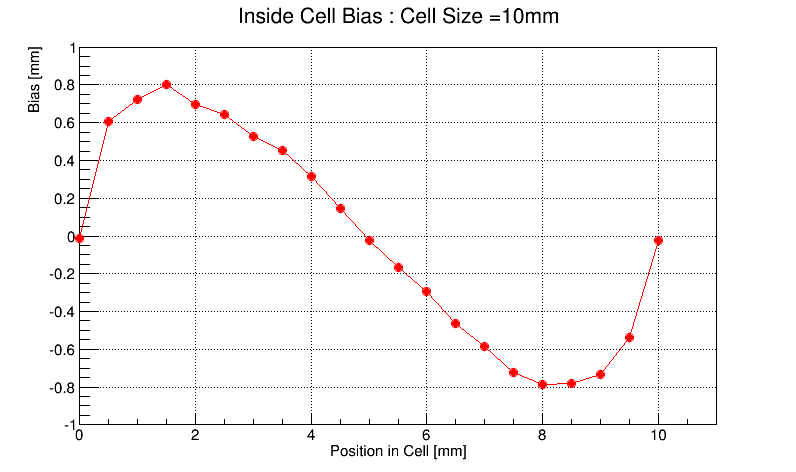 Inside Cell Bias : Cell Size =10mm
Bias [mm]
1
0.8
0.6
0.4
0.2
0
-0.2
-0.4
-0.6
-0.8
-1
0 2 4 6 8 10
Position in Cell [mm]